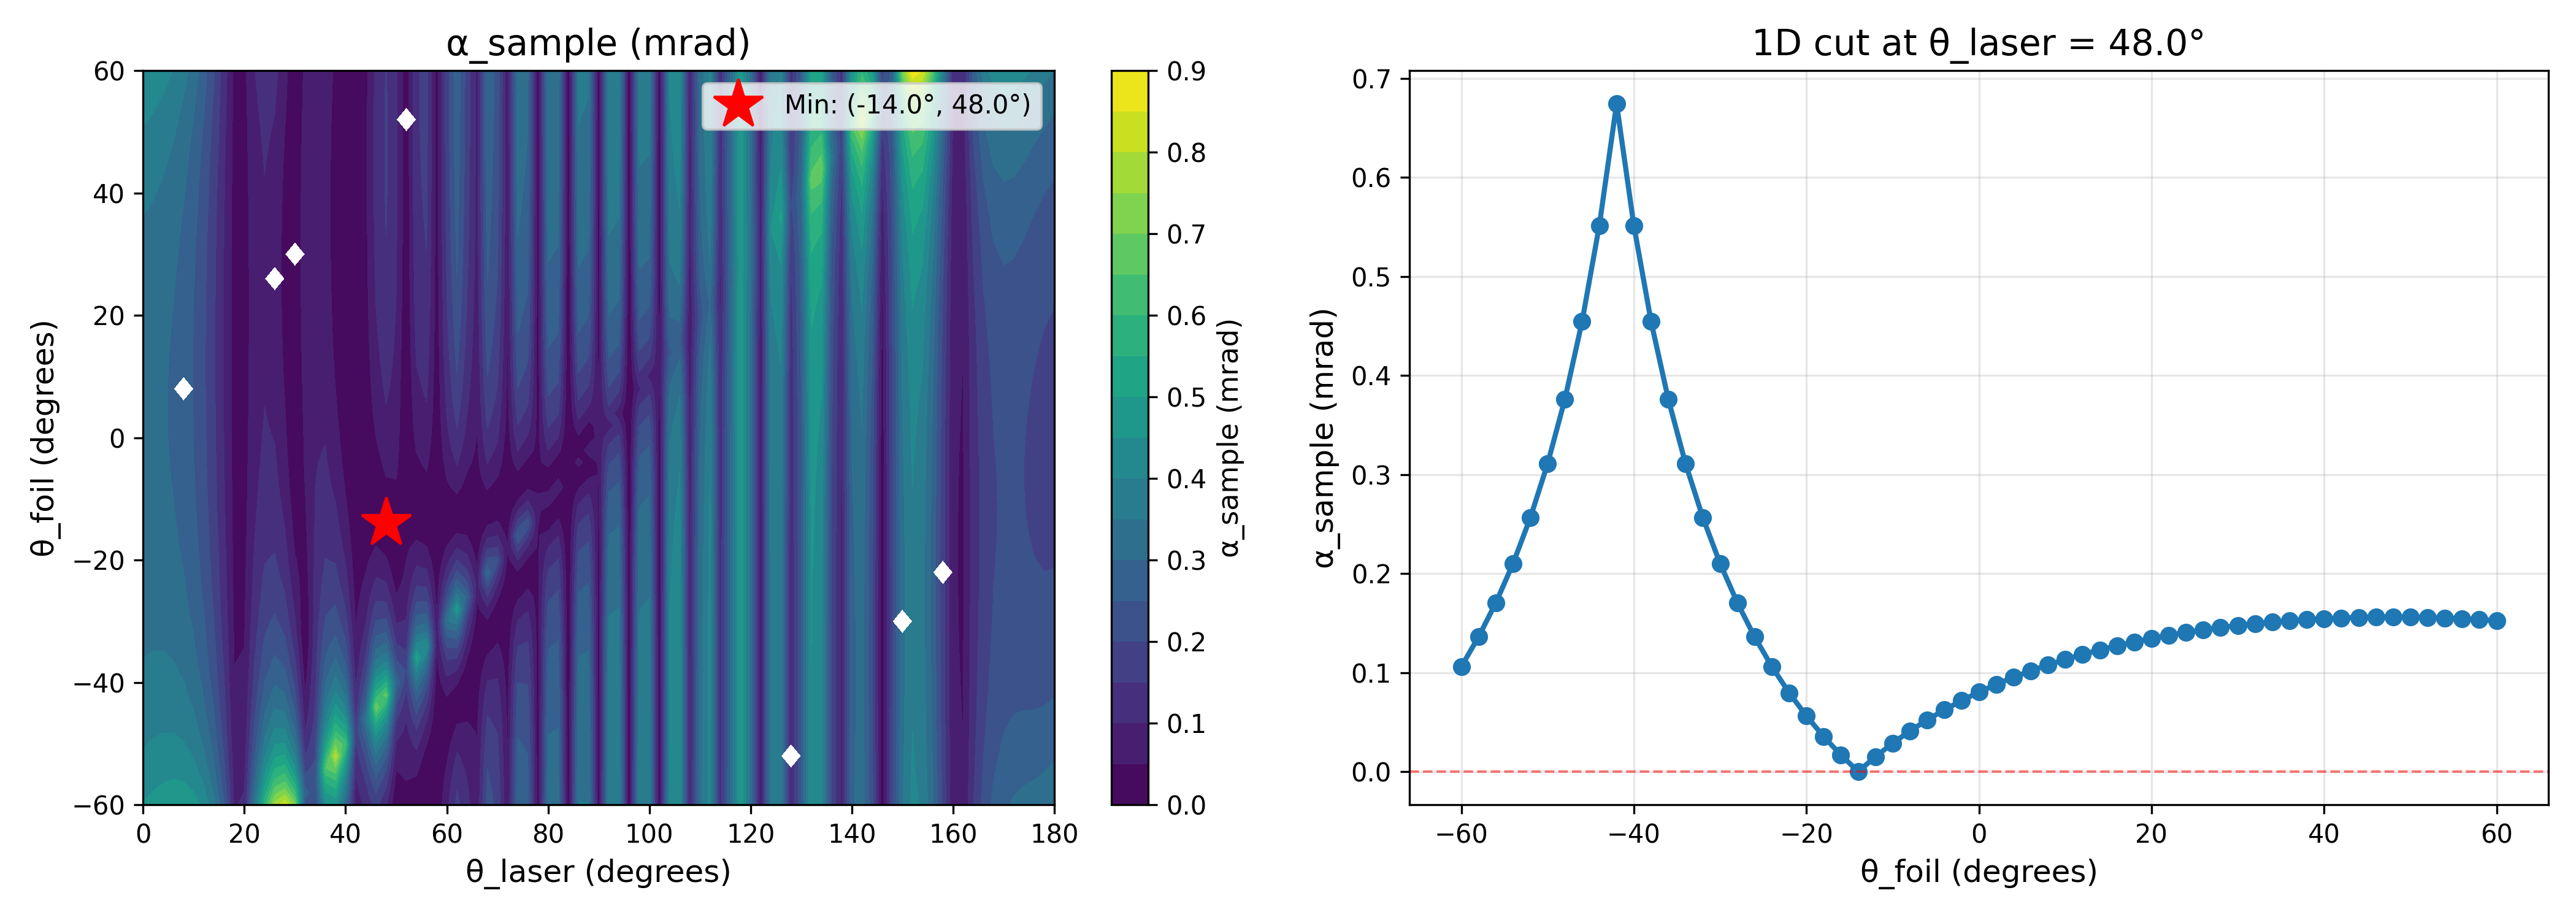 α_sample (mrad)
Min: (-14.0°, 48.0°)
60
40
20
0
−20
−40
−60
θ_foil (degrees)
0 20 40 60 80 100 120 140 160 180
θ_laser (degrees)
0.9
0.8
0.7
0.6
0.5
0.4
0.3
0.2
0.1
0.0
α_sample (mrad)
1D cut at θ_laser = 48.0°
0.7
0.6
0.5
0.4
0.3
0.2
0.1
0.0
α_sample (mrad)
−60 −40 −20 0 20 40 60
θ_foil (degrees)